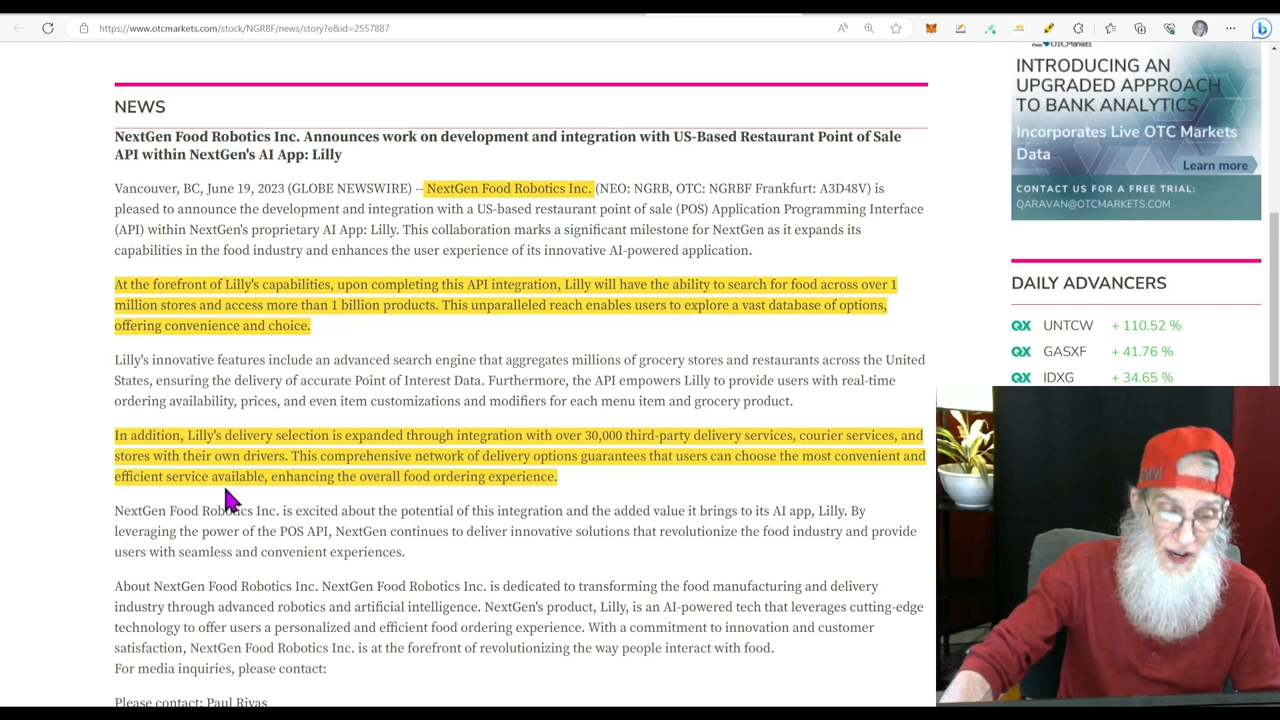 https://www.otcmarkets.com/stock/NGRBF/news/story?e&id=2557887
NEWS
NextGen Food Robotics Inc. Announces work on development and integration with US-Based Restaurant Point of Sale
API within NextGen's AI App: Lilly
Vancouver, BC, June 19, 2023 (GLOBE NEWSWIRE) -- NextGen Food Robotics Inc. (NEO: NGRB, OTC: NGRBF Frankfurt: A3D48V) is
pleased to announce the development and integration with a US-based restaurant point of sale (POS) Application Programming Interface
(API) within NextGen's proprietary AI App: Lilly. This collaboration marks a significant milestone for NextGen as it expands its
capabilities in the food industry and enhances the user experience of its innovative AI-powered application.
At the forefront of Lilly's capabilities, upon completing this API integration, Lilly will have the ability to search for food across over 1
million stores and access more than 1 billion products. This unparalleled reach enables users to explore a vast database of options,
offering convenience and choice.
Lilly's innovative features include an advanced search engine that aggregates millions of grocery stores and restaurants across the United
States, ensuring the delivery of accurate Point of Interest Data. Furthermore, the API empowers Lilly to provide users with real-time
ordering availability, prices, and even item customizations and modifiers for each menu item and grocery product.
In addition, Lilly's delivery selection is expanded through integration with over 30,000 third-party delivery services, courier services, and
stores with their own drivers. This comprehensive network of delivery options guarantees that users can choose the most convenient and
efficient service available, enhancing the overall food ordering experience.
NextGen Food Robotics Inc. is excited about the potential of this integration and the added value it brings to its AI app, Lilly. By
leveraging the power of the POS API, NextGen continues to deliver innovative solutions that revolutionize the food industry and provide
users with seamless and convenient experiences.
About NextGen Food Robotics Inc. NextGen Food Robotics Inc. is dedicated to transforming the food manufacturing and delivery
industry through advanced robotics and artificial intelligence. NextGen's product, Lilly, is an AI-powered tech that leverages cutting-edge
technology to offer users a personalized and efficient food ordering experience. With a commitment to innovation and customer
satisfaction, NextGen Food Robotics Inc. is at the forefront of revolutionizing the way people interact with food.
For media inquiries, please contact:
Please contact: Paul Rivas
from OTCMarkets
INTRODUCING AN
UPGRADED APPROACH
TO BANK ANALYTICS
Incorporates Live OTC Markets
Data
Learn more
CONTACT US FOR A FREE TRIAL:
QARAVAN@OTCMARKETS.COM
DAILY ADVANCERS
QX UNTCW + 110.52 %
QX GASXF + 41.76 %
QX IDXG + 34.65 %